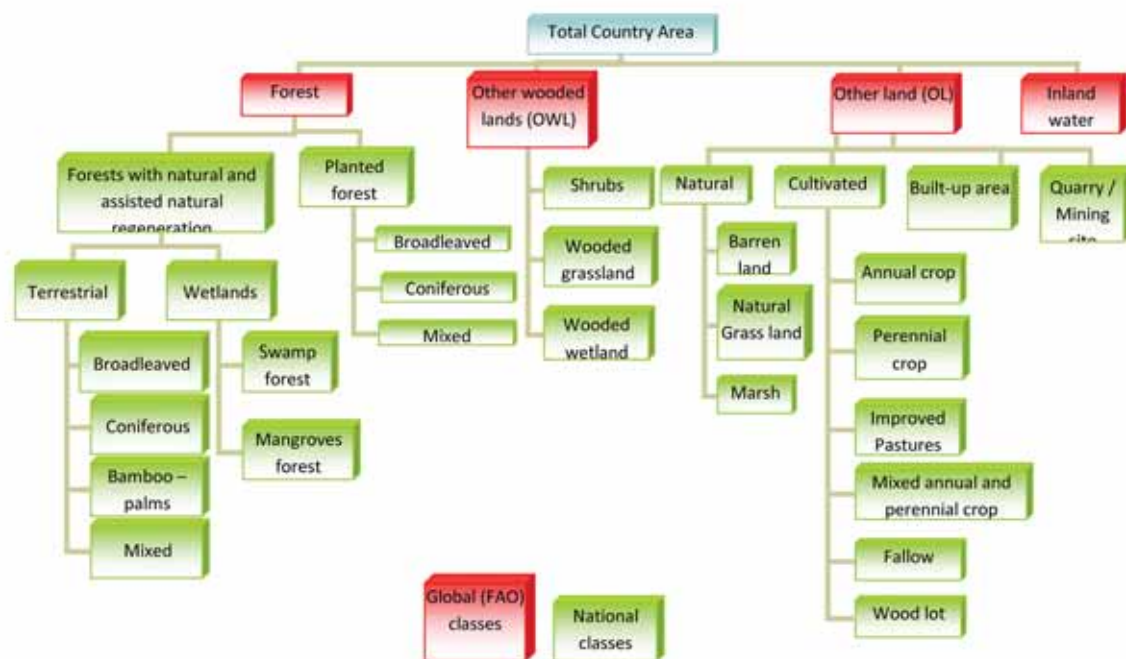 Total Country Area
Forest
Other wooded
lands (OWL)
Other land (OL)
Inland
water
Forests with natural and
assisted natural
regeneration
Planted
forest
Shrubs
Natural
Cultivated
Built-up area
Quarry /
Mining
site
Broadleaved
Wooded
grassland
Barren
land
Annual crop
Terrestrial
Wetlands
Coniferous
Natural
Grass land
Mixed
Wooded
wetland
Perennial
crop
Broadleaved
Swamp
forest
Marsh
Coniferous
Mangroves
forest
Improved
Pastures
Bamboo –
palms
Mixed annual and
perennial crop
Mixed
Fallow
Global (FAO)
classes
National
classes
Wood lot